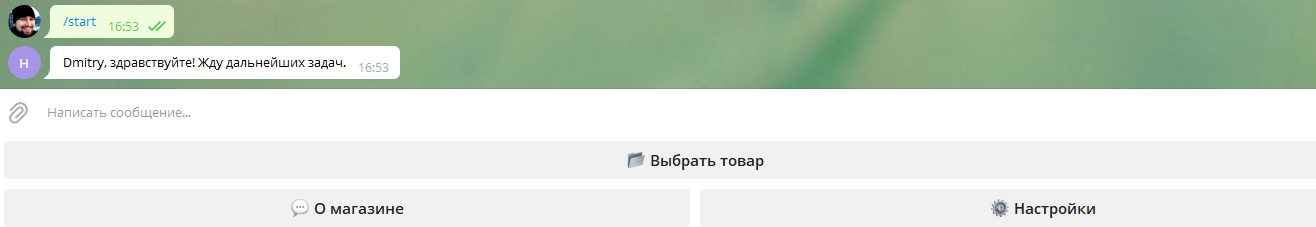 /start 16:53
Н
Dmitry, здравствуйте! Жду дальнейших задач. 16:53
Написать сообщение...
Выбрать товар
О магазине
Настройки